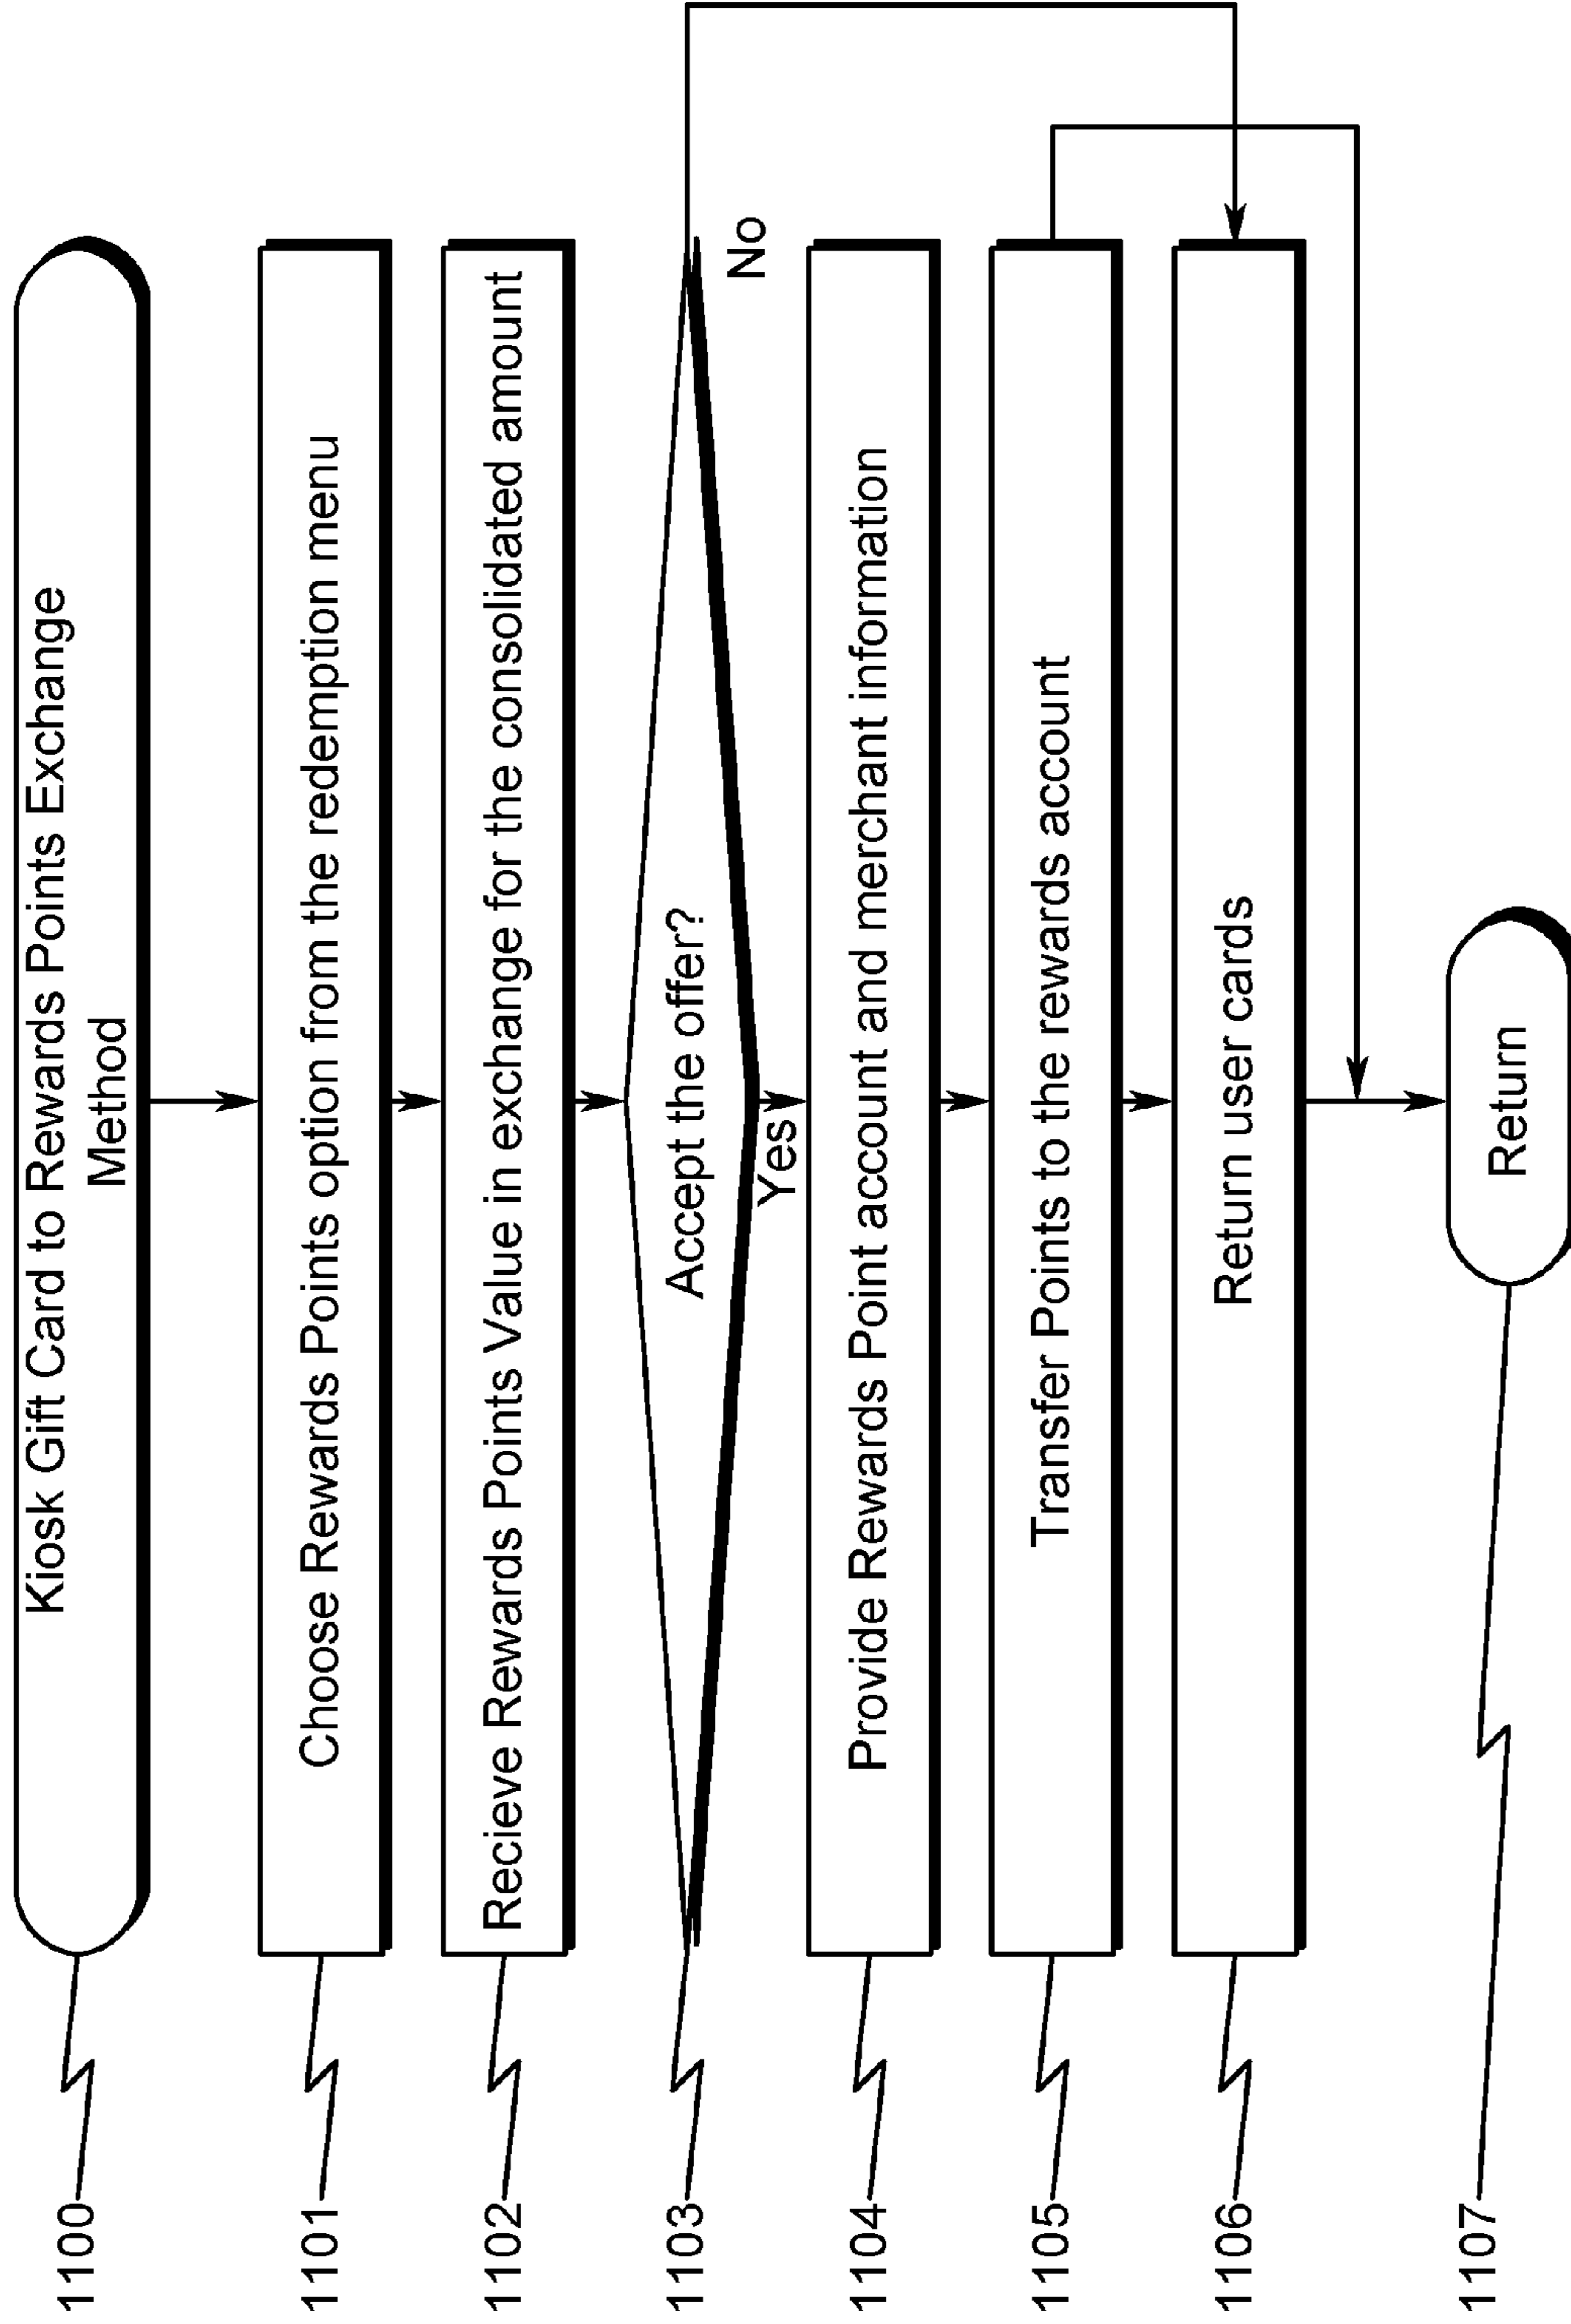 1100
Kiosk Gift Card to Rewards Points Exchange
Method
1101
Choose Rewards Points option from the redemption menu
1102
Recieve Rewards Points Value in exchange for the consolidated amount
1103
Accept the offer?
No
Yes
1104
Provide Rewards Point account and merchant information
1105
Transfer Points to the rewards account
1106
Return user cards
1107
Return